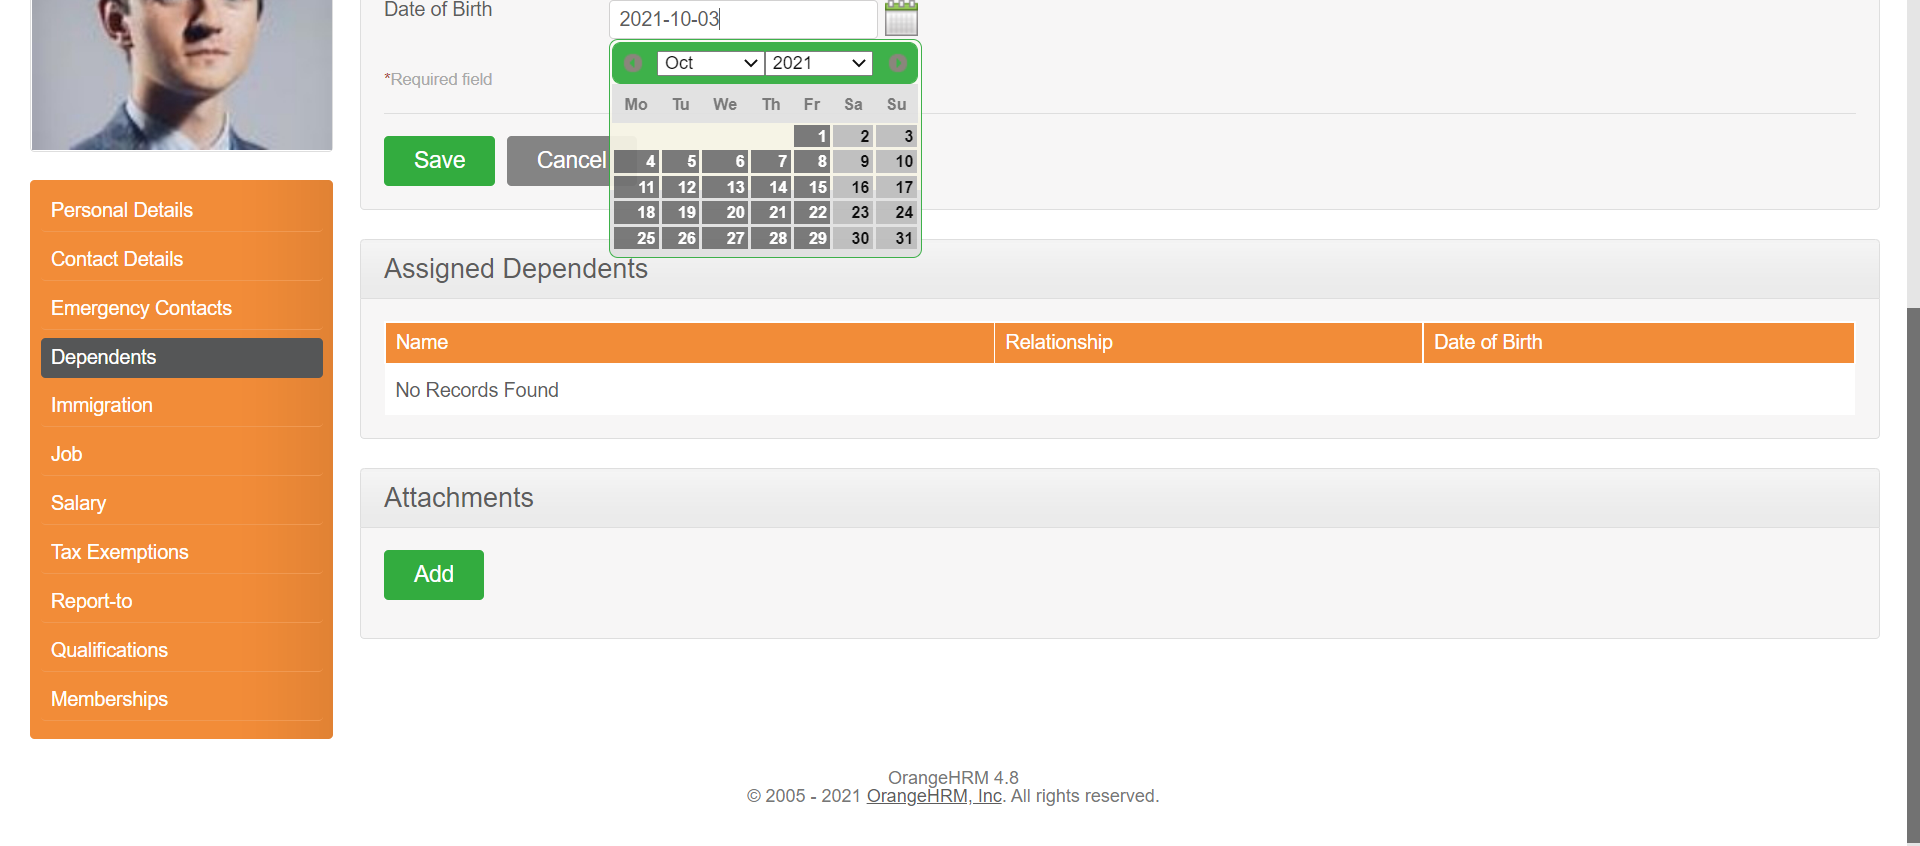 Date of Birth
2021-10-03
Oct 2021
*Required field
Mo Tu We Th Fr Sa Su
1 2 3
4 5 6 7 8 9 10
11 12 13 14 15 16 17
18 19 20 21 22 23 24
25 26 27 28 29 30 31
Save Cancel
Personal Details
Contact Details
Emergency Contacts
Dependents
Immigration
Job
Salary
Tax Exemptions
Report-to
Qualifications
Memberships
Assigned Dependents
Name Relationship Date of Birth
No Records Found
Attachments
Add
OrangeHRM 4.8
© 2005 - 2021 OrangeHRM, Inc. All rights reserved.